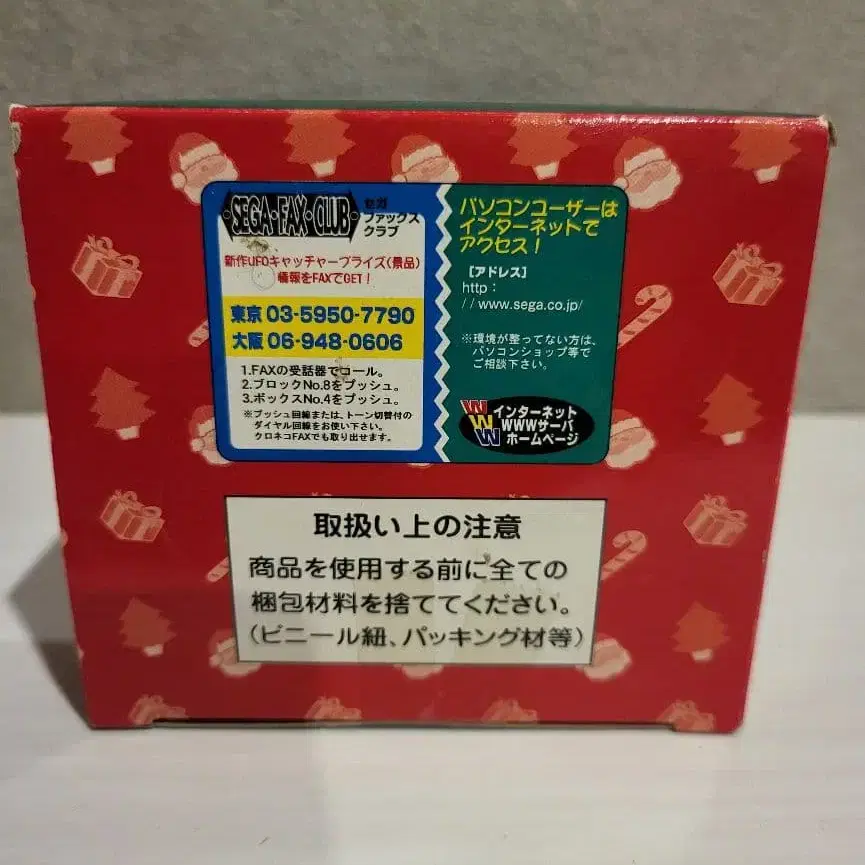 SEGA・FAX・CLUB
セガ
ファックス
クラブ
新作UFOキャッチャープライズ(景品)
情報をFAXでGET!
東京 03-5950-7790
大阪 06-948-0606
1.FAXの受話器でコール。
2.ブロックNo.8をプッシュ。
3.ボックスNo.4をプッシュ。
※プッシュ回線または、トーン切替付の
ダイヤル回線をお使い下さい。
クロネコFAXでも取り出せます。
パソコンユーザーは
インターネットで
アクセス!
【アドレス】
http:
//www.sega.co.jp/
※環境が整ってない方は、
パソコンショップ等で
ご相談下さい。
WWW
インターネット
WWWサーバ
ホームページ
取扱い上の注意
商品を使用する前に全ての
梱包材料を捨ててください。
(ビニール紐、パッキング材等)